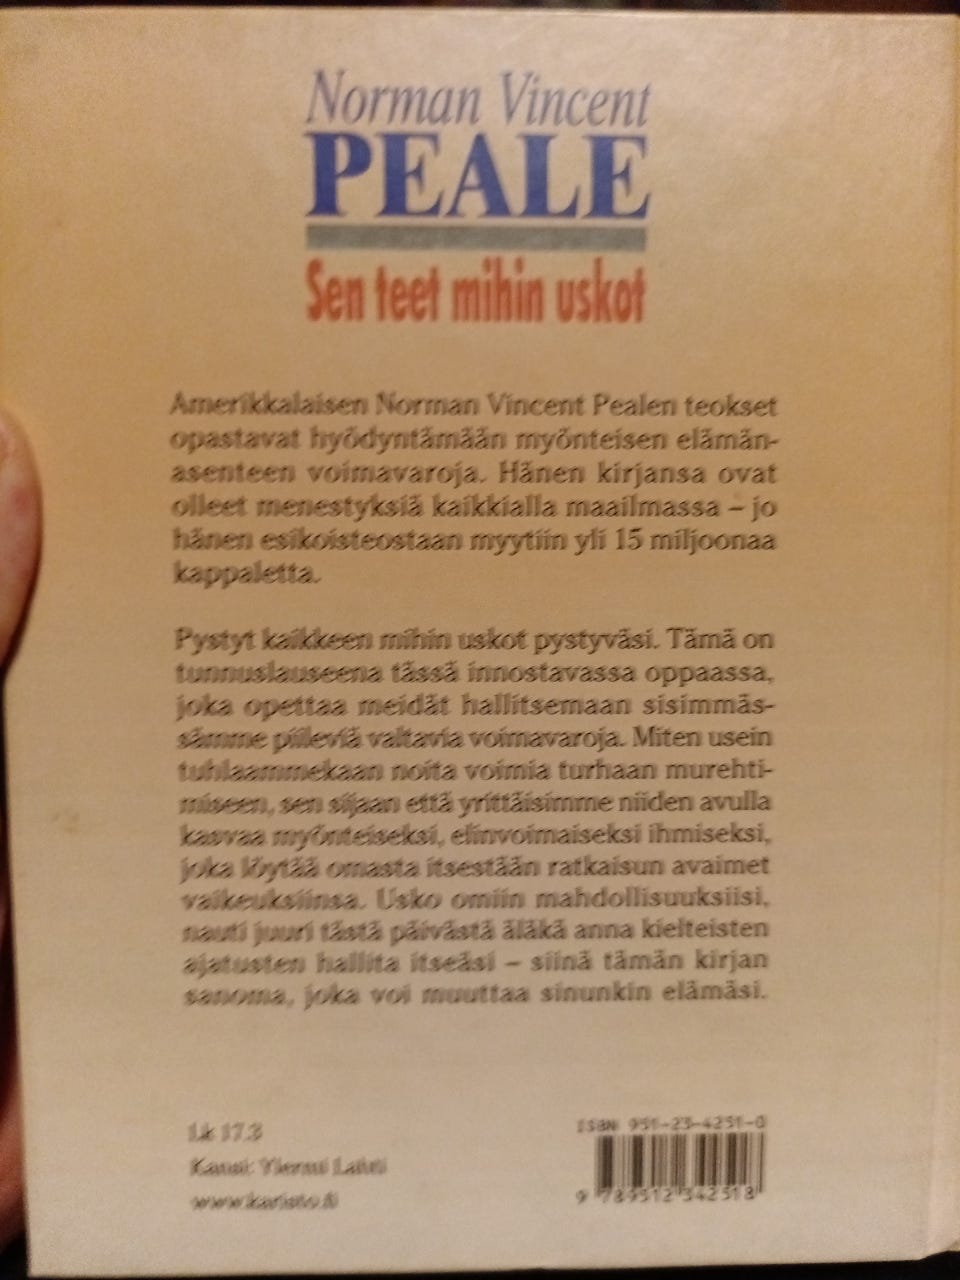 Norman Vincent
PEALE
Sen teet mihin uskot
Amerikkalaisen Norman Vincent Pealen teokset
opastavat hyödyntämään myönteisen elämän-
asenteen voimavaroja. Hänen kirjansa ovat
olleet menestyksiä kaikkialla maailmassa – jo
hänen esikoisteostaan myytiin yli 15 miljoonaa
kappaletta.
Pystyt kaikkeen mihin uskot pystyväsi. Tämä on
tunnuslauseena tässä innostavassa oppaassa,
joka opettaa meidät hallitsemaan sisimmäs-
sämme piileviä valtavia voimavaroja. Miten usein
tuhlaammekaan noita voimia turhaan murehti-
miseen, sen sijaan että yrittäisimme niiden avulla
kasvaa myönteiseksi, elinvoimaiseksi ihmiseksi,
joka löytää omasta itsestään ratkaisun avaimet
vaikeuksiinsa. Usko omiin mahdollisuuksiisi,
nauti juuri tästä päivästä äläkä anna kielteisten
ajatusten hallita itseäsi – siinä tämän kirjan
sanoma, joka voi muuttaa sinunkin elämäsi.
Lk 17.3
Kansi: Ylermi Lahti
www.karisto.fi
ISBN 951-23-4251-0
9 789512 342518